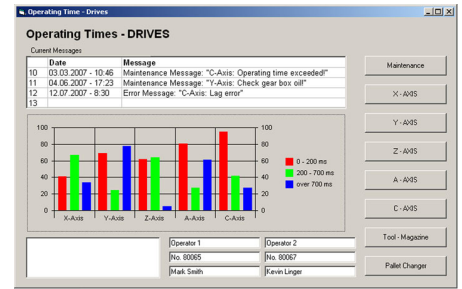 Operating Time - Drives
Operating Times - DRIVES
Current Messages
Date Message
10 03.03.2007 - 10:46 Maintenance Message: "C-Axis: Operating time exceeded!"
11 04.06.2007 - 17:23 Maintenance Message: "Y-Axis: Check gear box oil!"
12 12.07.2007 - 8:30 Error Message: "C-Axis: Lag error"
13
100 100
80 80
60 60
40 40
20 20
0 0
X-Axis Y-Axis Z-Axis A-Axis C-Axis
0 - 200 ms
200 - 700 ms
over 700 ms
Operator 1 Operator 2
No. 80065 No. 80067
Mark Smith Kevin Linger
Maintenance
X - AXIS
Y - AXIS
Z - AXIS
A - AXIS
C - AXIS
Tool - Magazine
Pallet Changer